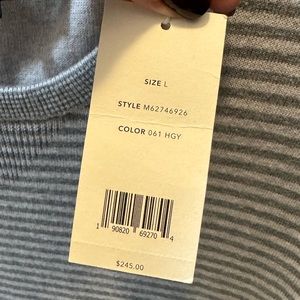 SIZE L
STYLE M62746926
COLOR 061 HGY
1 90820 69270 4
$245.00